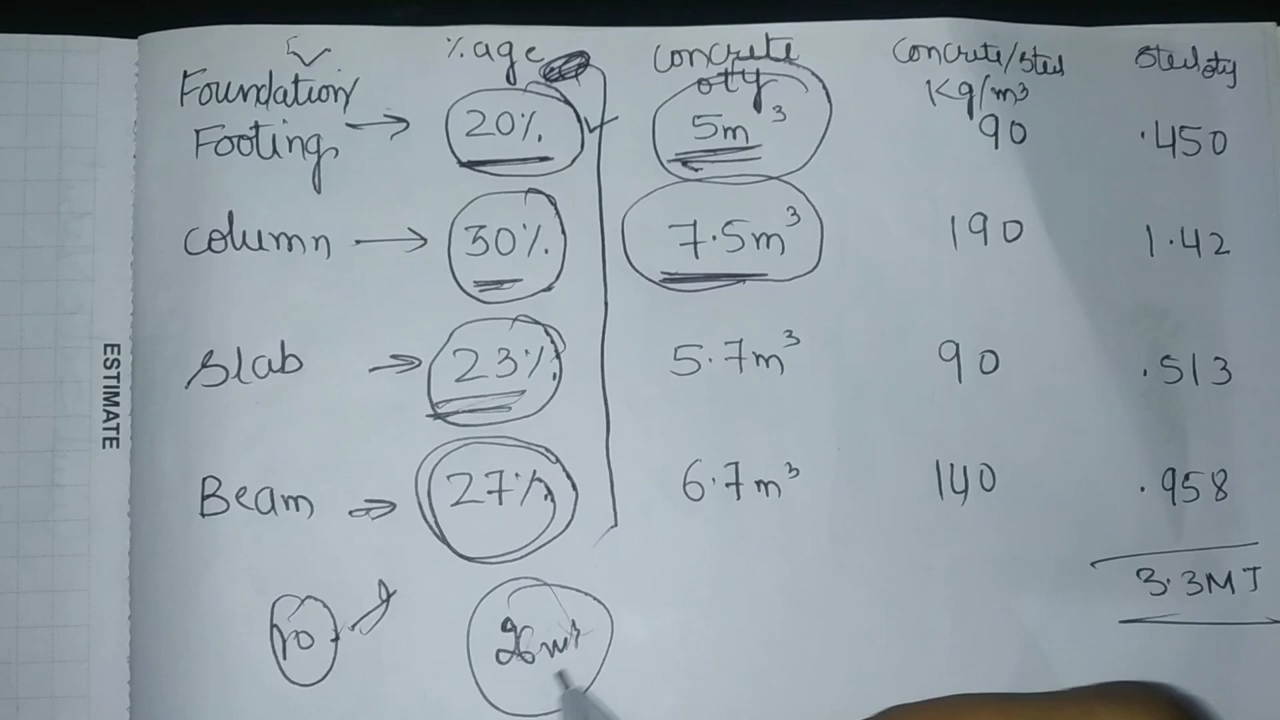 %age concrete Concrete/Steel Steel qty
Foundation qty Kg/m³
Footing → 20% 5m³ 90 .450
Column → 30% 7.5m³ 190 1.42
Slab → 23% 5.7m³ 90 .513
Beam → 27% 6.7m³ 140 .958
3.3MT
ESTIMATE